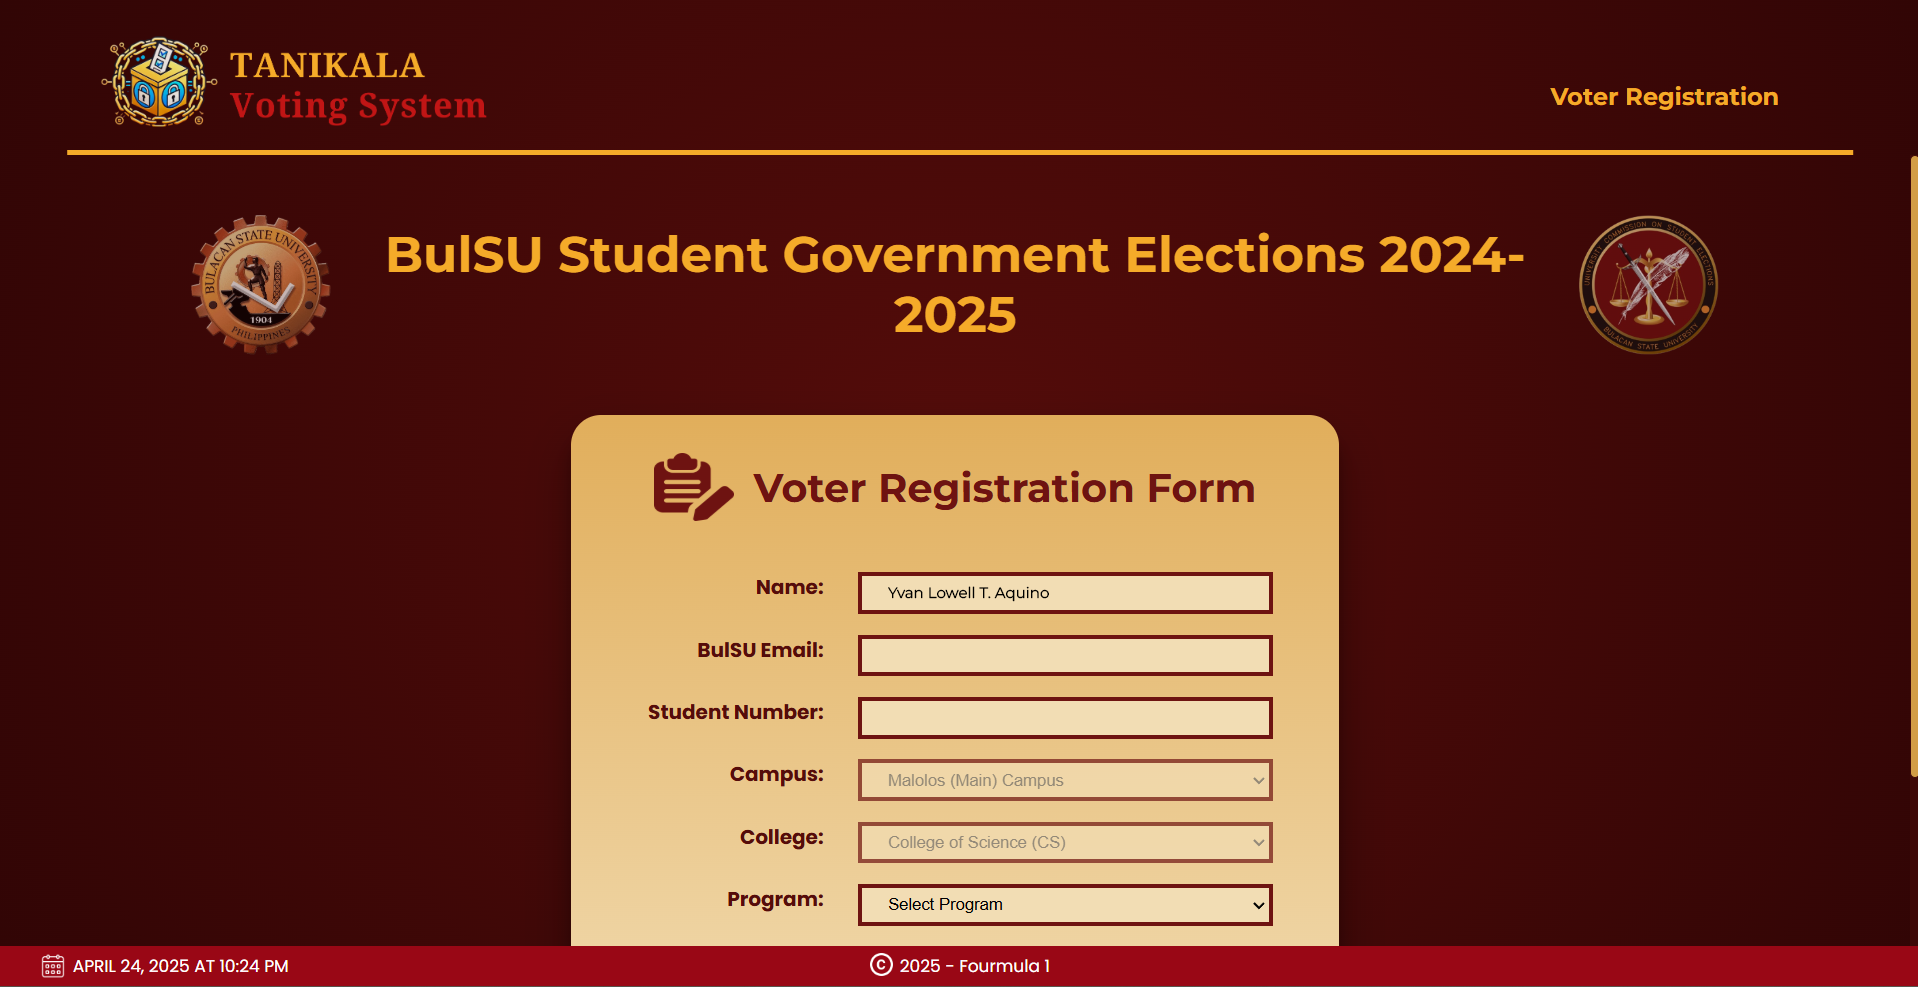 TANIKALA
Voting System
Voter Registration
BULACAN STATE UNIVERSITY
1904
PHILIPPINES
BulSU Student Government Elections 2024-
2025
UNIVERSITY COMMISSION ON STUDENT ELECTIONS
BULACAN STATE UNIVERSITY
Voter Registration Form
Name:
Yvan Lowell T. Aquino
BulSU Email:
Student Number:
Campus:
Malolos (Main) Campus
College:
College of Science (CS)
Program:
Select Program
APRIL 24, 2025 AT 10:24 PM
© 2025 - Fourmula 1